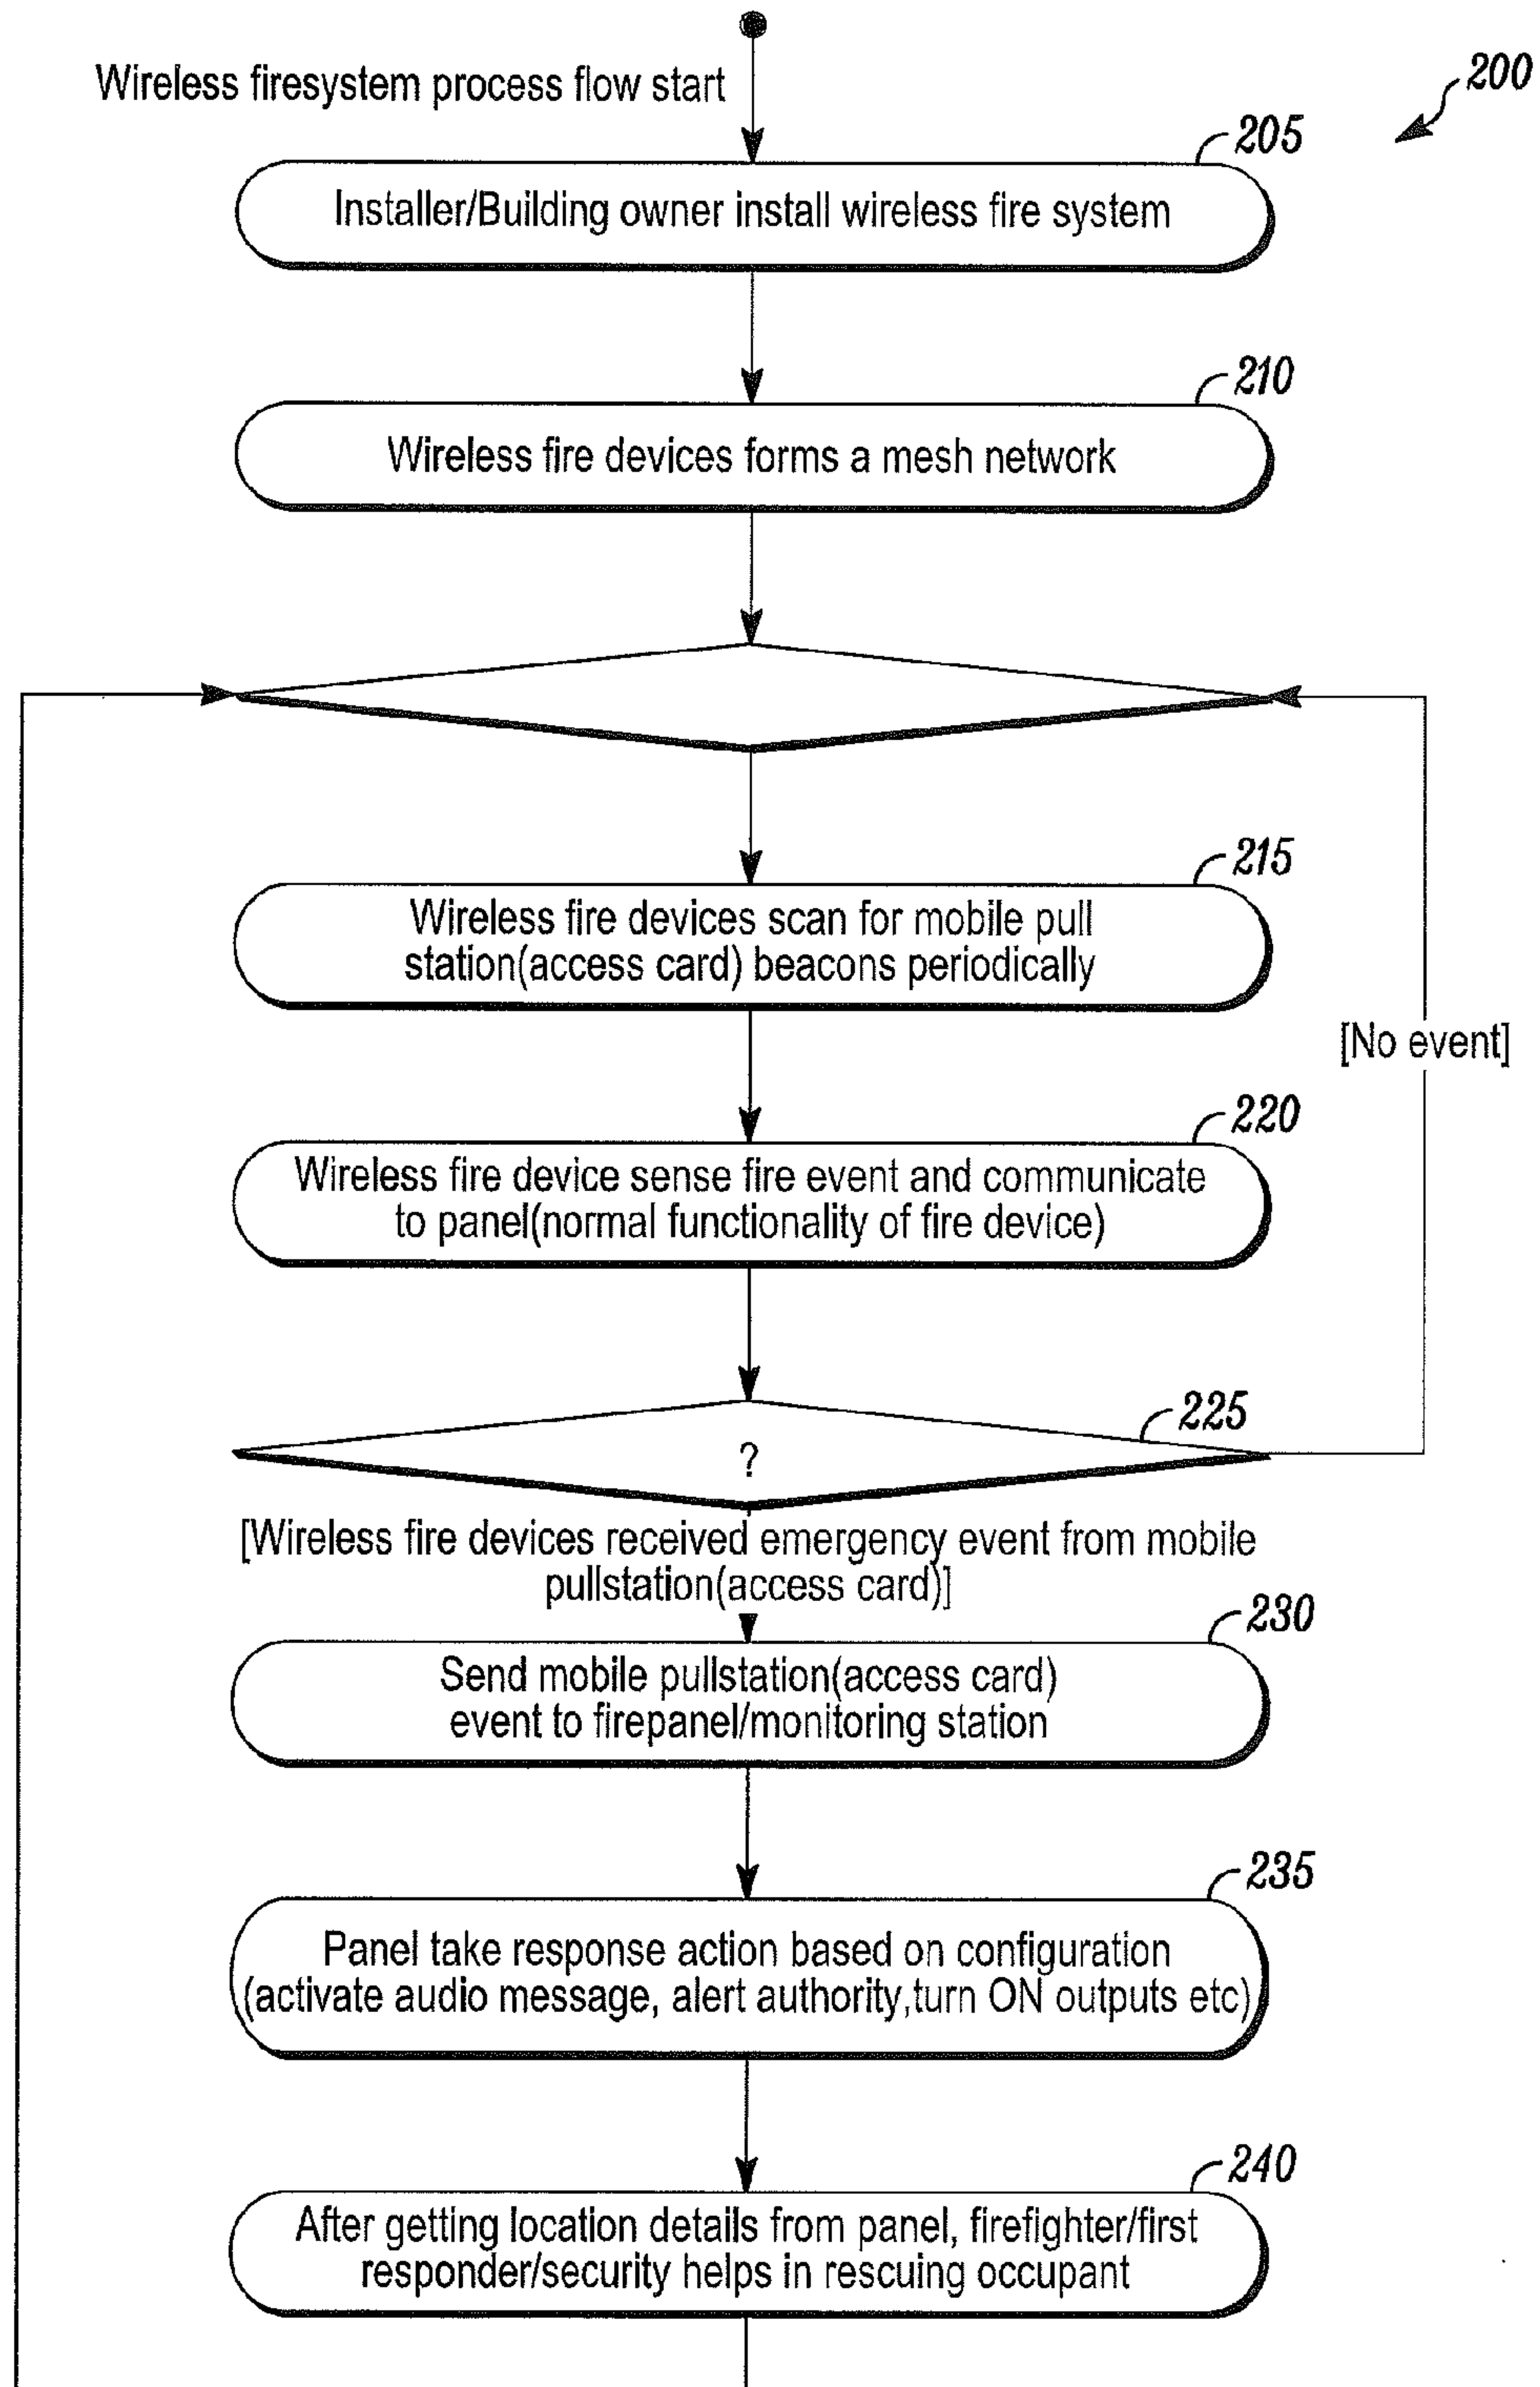 Wireless firesystem process flow start
200
205
Installer/Building owner install wireless fire system
210
Wireless fire devices forms a mesh network
215
Wireless fire devices scan for mobile pull
station(access card) beacons periodically
[No event]
220
Wireless fire device sense fire event and communicate
to panel(normal functionality of fire device)
225
?
[Wireless fire devices received emergency event from mobile
pullstation(access card)]
230
Send mobile pullstation(access card)
event to firepanel/monitoring station
235
Panel take response action based on configuration
(activate audio message, alert authority,turn ON outputs etc)
240
After getting location details from panel, firefighter/first
responder/security helps in rescuing occupant